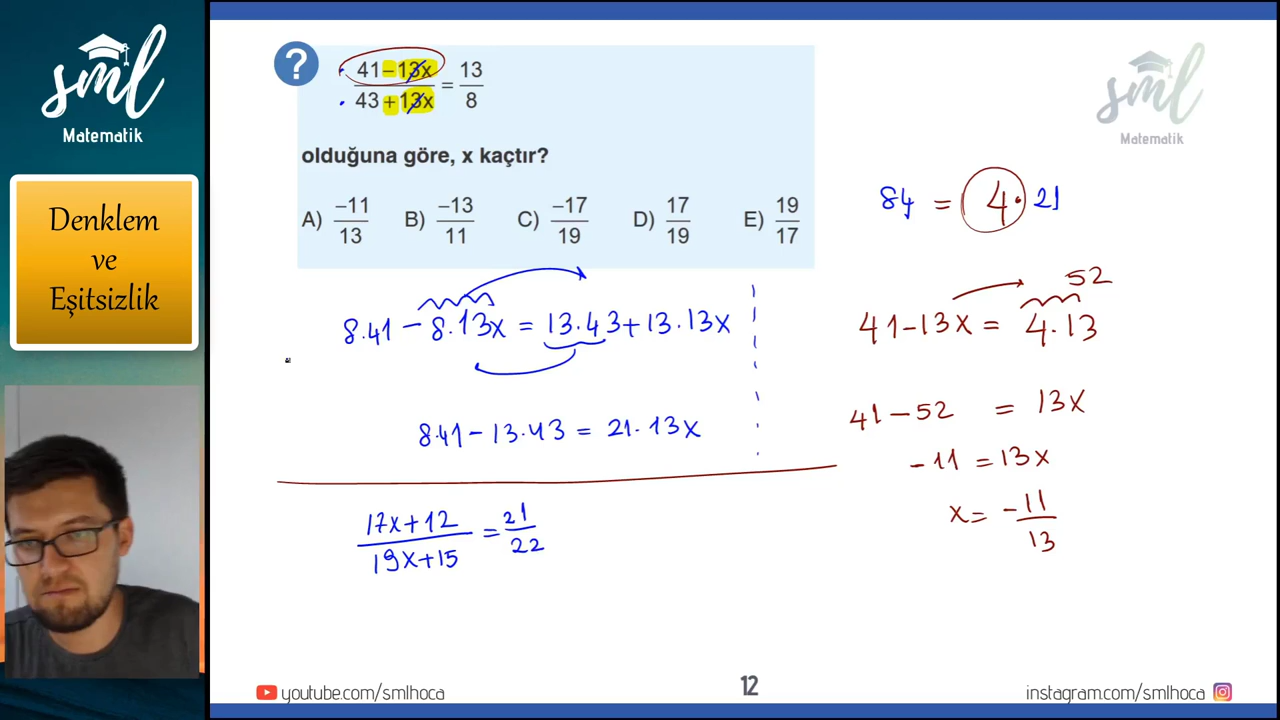 sml
Matematik
Denklem
ve
Eşitsizlik
?
41 − 13x / 43 + 13x = 13/8
olduğuna göre, x kaçtır?
A) −11/13 B) −13/11 C) −17/19 D) 17/19 E) 19/17
sml
Matematik
84 = 4 · 21
8.41 − 8.13x = 13.43 + 13.13x
8.41 − 13.43 = 21.13x
17x+12 / 19x+15 = 21/22
52
41−13x = 4.13
41−52 = 13x
−11 = 13x
x = −11/13
youtube.com/smlhoca
12
instagram.com/smlhoca